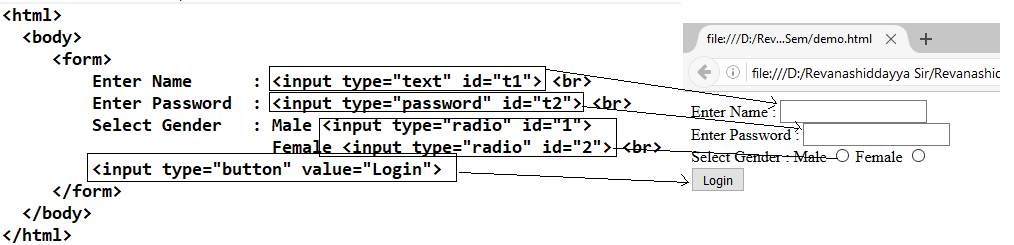 <html>
<body>
<form>
Enter Name : <input type="text" id="t1"> <br>
Enter Password : <input type="password" id="t2"> <br>
Select Gender : Male <input type="radio" id="1">
Female <input type="radio" id="2"> <br>
<input type="button" value="Login">
</form>
</body>
</html>
file:///D:/Rev...Sem/demo.html
file:///D:/Revanashiddayya Sir/Revanashid
Enter Name :
Enter Password :
Select Gender : Male Female
Login